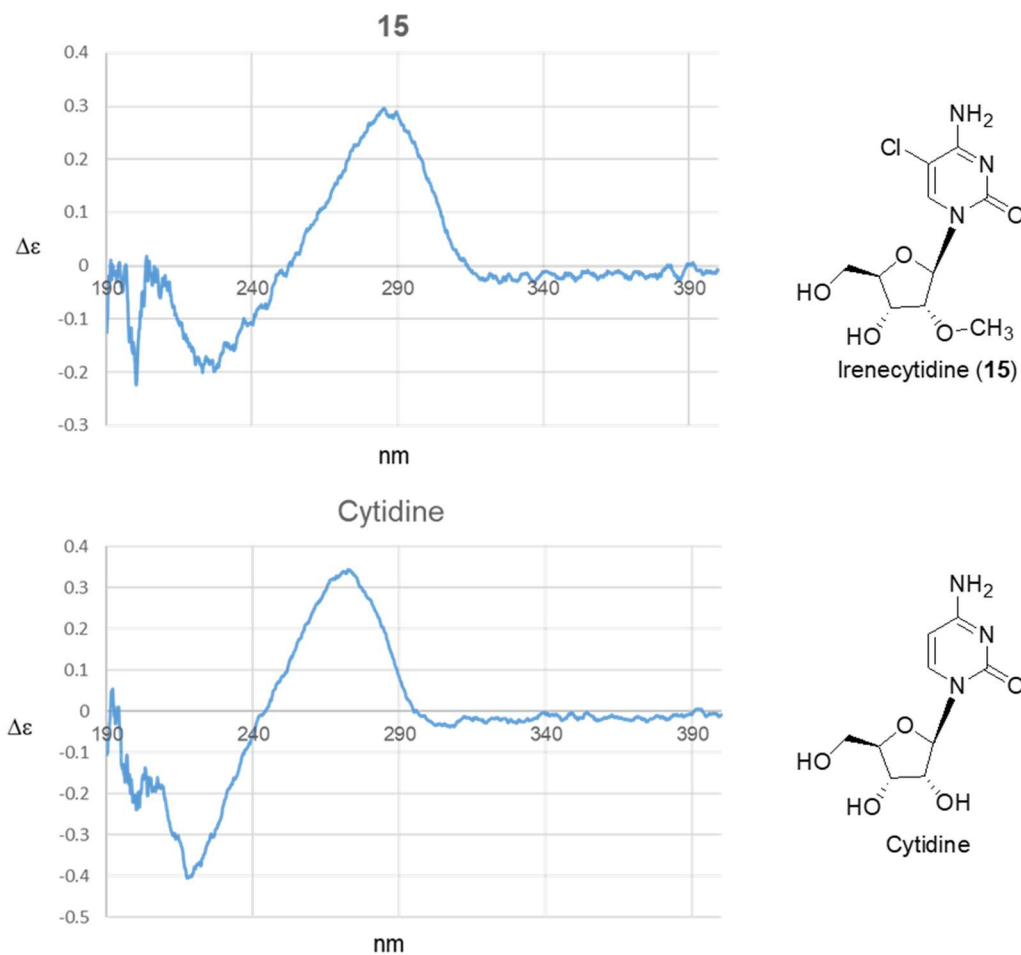 15
0.4
0.3
0.2
0.1
0
-0.1
-0.2
-0.3
Δε
190
240
290
340
390
nm
NH2
Cl
N
N
O
O
HO
HO
O-CH3
Irenecytidine (15)
Cytidine
0.4
0.3
0.2
0.1
0
-0.1
-0.2
-0.3
-0.4
-0.5
Δε
190
240
290
340
390
nm
NH2
N
N
O
O
HO
HO
OH
Cytidine